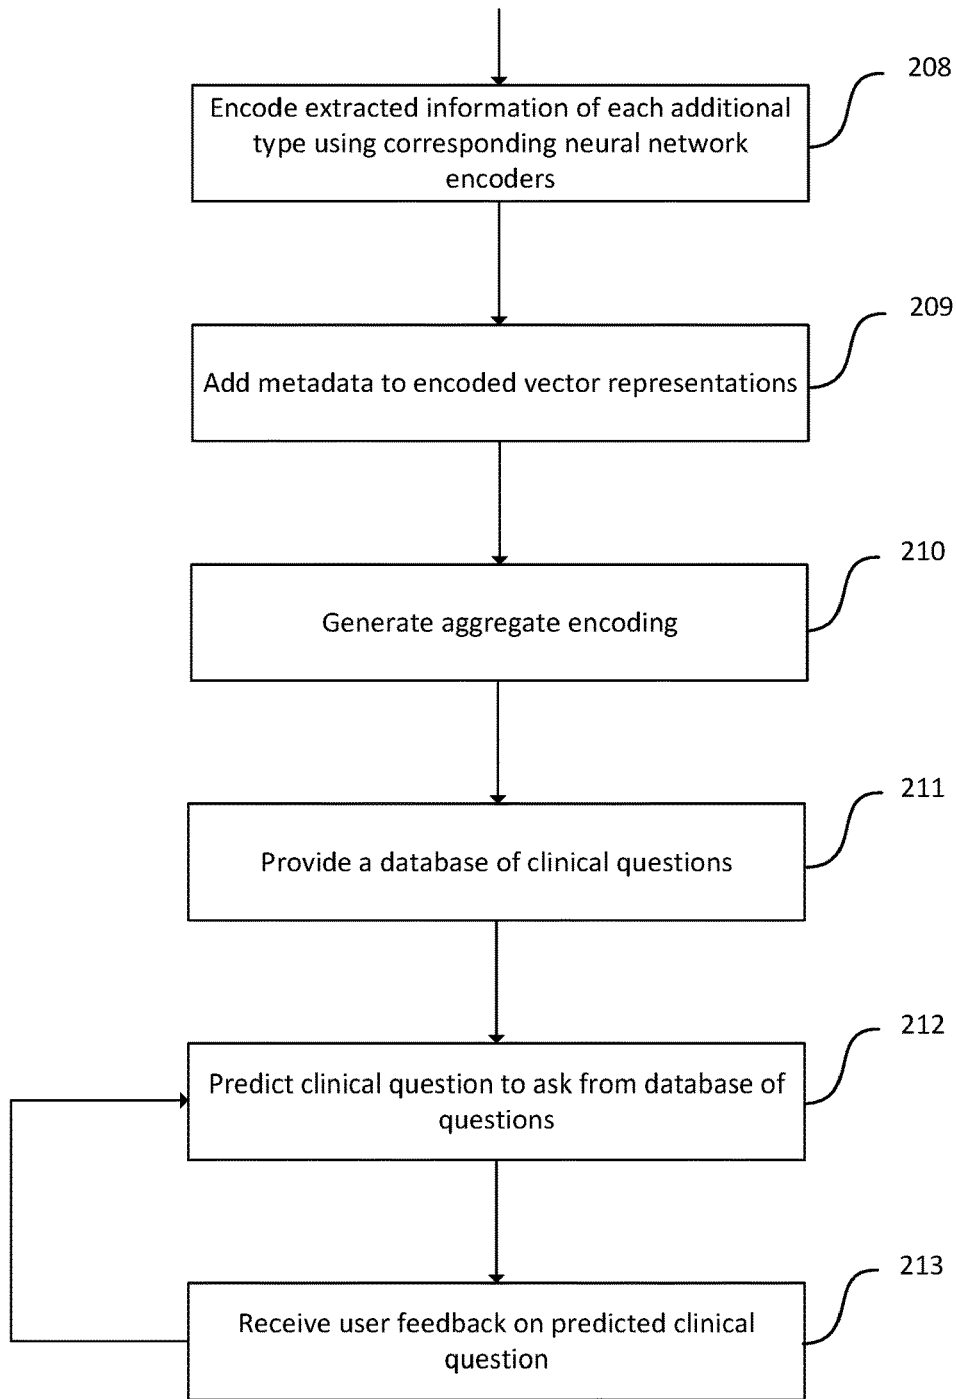 208
Encode extracted information of each additional
type using corresponding neural network
encoders
209
Add metadata to encoded vector representations
210
Generate aggregate encoding
211
Provide a database of clinical questions
212
Predict clinical question to ask from database of
questions
213
Receive user feedback on predicted clinical
question